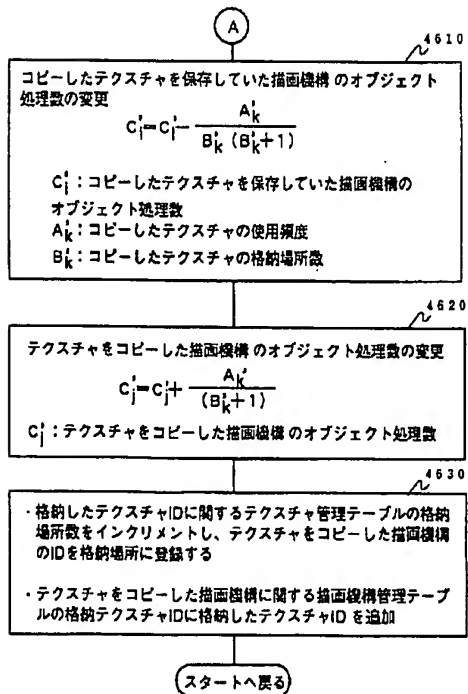 A
4610
コピーしたテクスチャを保存していた描画機構のオブジェクト
処理数の変更
C'i=C'i- A'k / B'k (B'k+1)
C'i:コピーしたテクスチャを保存していた描画機構の
オブジェクト処理数
A'k:コピーしたテクスチャの使用頻度
B'k:コピーしたテクスチャの格納場所数
4620
テクスチャをコピーした描画機構のオブジェクト処理数の変更
C'j=C'j+ A'k / (B'k+1)
C'j:テクスチャをコピーした描画機構のオブジェクト処理数
4630
・格納したテクスチャIDに関するテクスチャ管理テーブルの格納
場所数をインクリメントし、テクスチャをコピーした描画機構
のIDを格納場所に登録する
・テクスチャをコピーした描画機構に関する描画機構管理テー
ブルの格納テクスチャIDに格納したテクスチャID を追加
スタートへ戻る